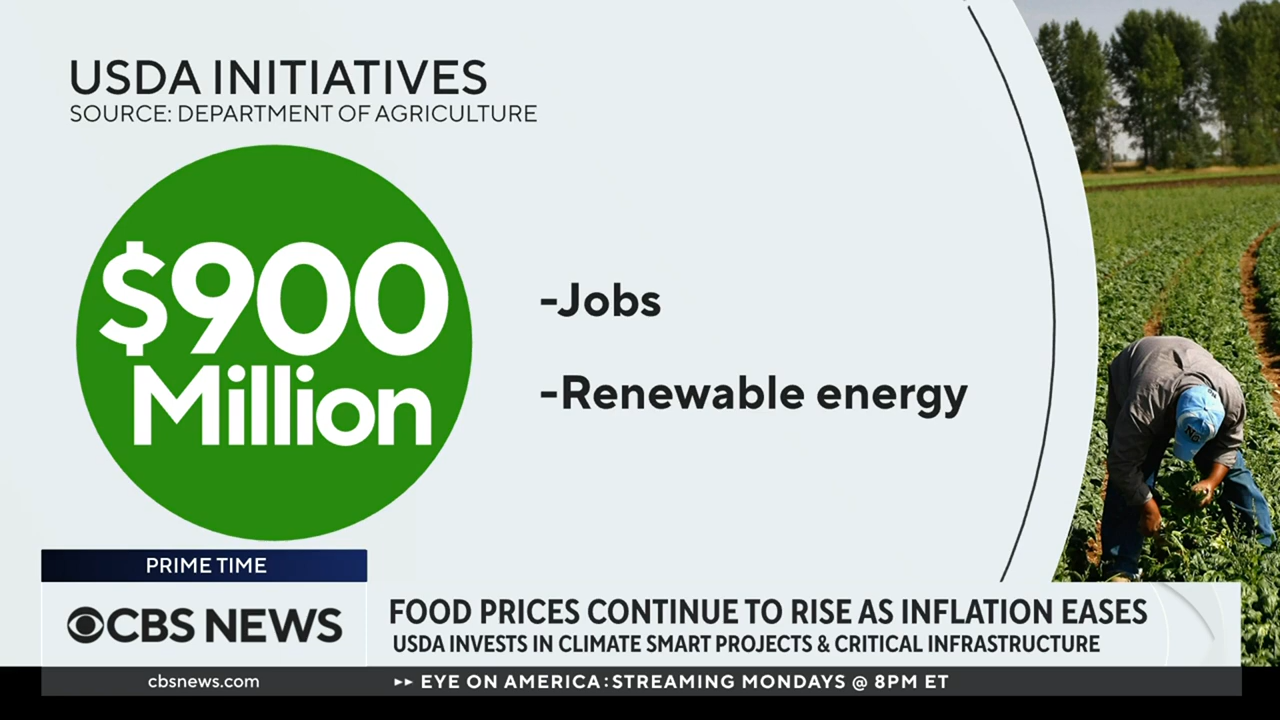 USDA INITIATIVES
SOURCE: DEPARTMENT OF AGRICULTURE
$900
Million
-Jobs
-Renewable energy
PRIME TIME
CBS NEWS
FOOD PRICES CONTINUE TO RISE AS INFLATION EASES
USDA INVESTS IN CLIMATE SMART PROJECTS & CRITICAL INFRASTRUCTURE
cbsnews.com
EYE ON AMERICA: STREAMING MONDAYS @ 8PM ET